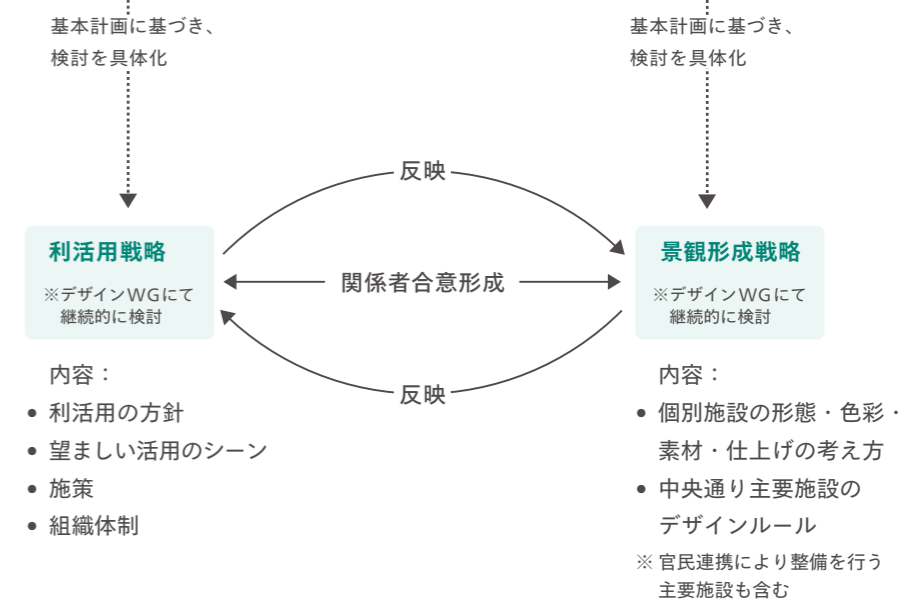 基本計画に基づき、
検討を具体化
基本計画に基づき、
検討を具体化
反映
利活用戦略
※デザインWGにて
継続的に検討
関係者合意形成
景観形成戦略
※デザインWGにて
継続的に検討
反映
内容：
• 利活用の方針
• 望ましい活用のシーン
• 施策
• 組織体制
内容：
• 個別施設の形態・色彩・
素材・仕上げの考え方
• 中央通り主要施設の
デザインルール
※ 官民連携により整備を行う
主要施設も含む